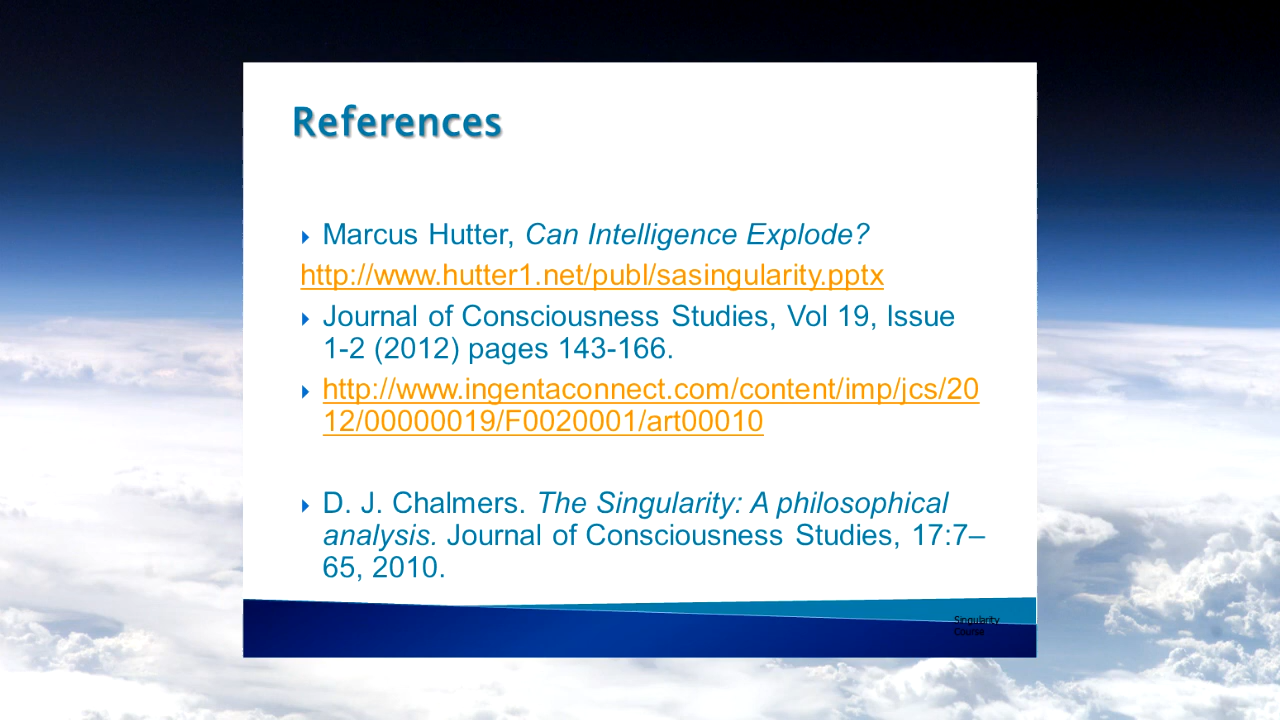 References
Marcus Hutter, Can Intelligence Explode?
http://www.hutter1.net/publ/sasingularity.pptx
Journal of Consciousness Studies, Vol 19, Issue
1-2 (2012) pages 143-166.
http://www.ingentaconnect.com/content/imp/jcs/20
12/00000019/F0020001/art00010
D. J. Chalmers. The Singularity: A philosophical
analysis. Journal of Consciousness Studies, 17:7–
65, 2010.
Singularity
Course